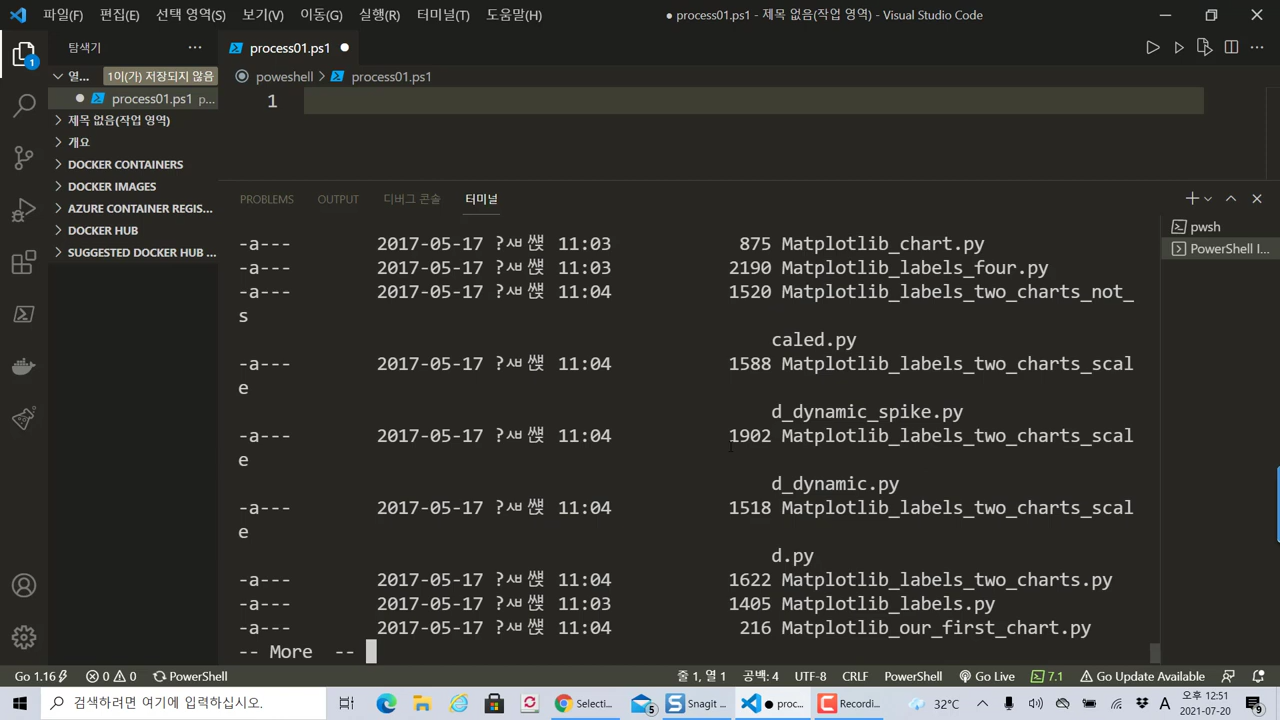 파일(F) 편집(E) 선택 영역(S) 보기(V) 이동(G) 실행(R) 터미널(T) 도움말(H) ● process01.ps1 - 제목 없음(작업 영역) - Visual Studio Code
탐색기 ··· process01.ps1 ●
열... 1이(가) 저장되지 않음 poweshell > process01.ps1
● process01.ps1 p... 1
제목 없음(작업 영역)
개요
DOCKER CONTAINERS
DOCKER IMAGES
AZURE CONTAINER REGIS...
DOCKER HUB
SUGGESTED DOCKER HUB ...
PROBLEMS OUTPUT 디버그 콘솔 터미널
pwsh
PowerShell I...
-a--- 2017-05-17 11:03 875 Matplotlib_chart.py
-a--- 2017-05-17 11:03 2190 Matplotlib_labels_four.py
-a--- 2017-05-17 11:04 1520 Matplotlib_labels_two_charts_not_
s
caled.py
-a--- 2017-05-17 11:04 1588 Matplotlib_labels_two_charts_scal
e
d_dynamic_spike.py
-a--- 2017-05-17 11:04 1902 Matplotlib_labels_two_charts_scal
e
d_dynamic.py
-a--- 2017-05-17 11:04 1518 Matplotlib_labels_two_charts_scal
e
d.py
-a--- 2017-05-17 11:04 1622 Matplotlib_labels_two_charts.py
-a--- 2017-05-17 11:03 1405 Matplotlib_labels.py
-a--- 2017-05-17 11:04 216 Matplotlib_our_first_chart.py
-- More --
Go 1.16 0 0 PowerShell 줄 1, 열 1 공백: 4 UTF-8 CRLF PowerShell Go Live 7.1 Go Update Available
검색하려면 여기에 입력하십시오. Selecti... 5 Snagit ... ● proc... Recordi... 32°C A 오후 12:51
2021-07-20 9